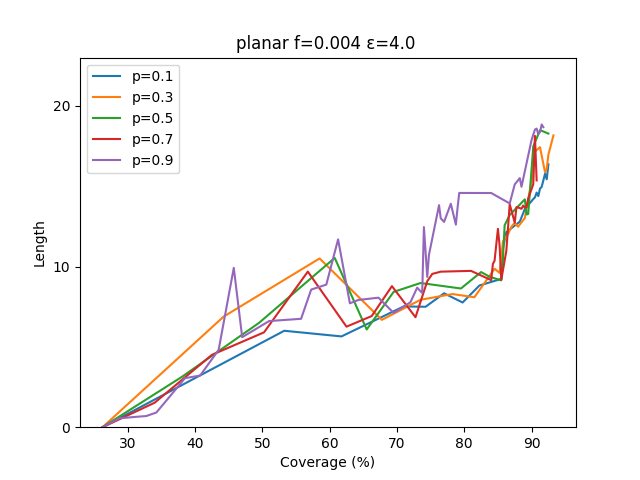 planar f=0.004 ε=4.0
p=0.1
p=0.3
p=0.5
p=0.7
p=0.9
Length
20
10
0
30 40 50 60 70 80 90
Coverage (%)